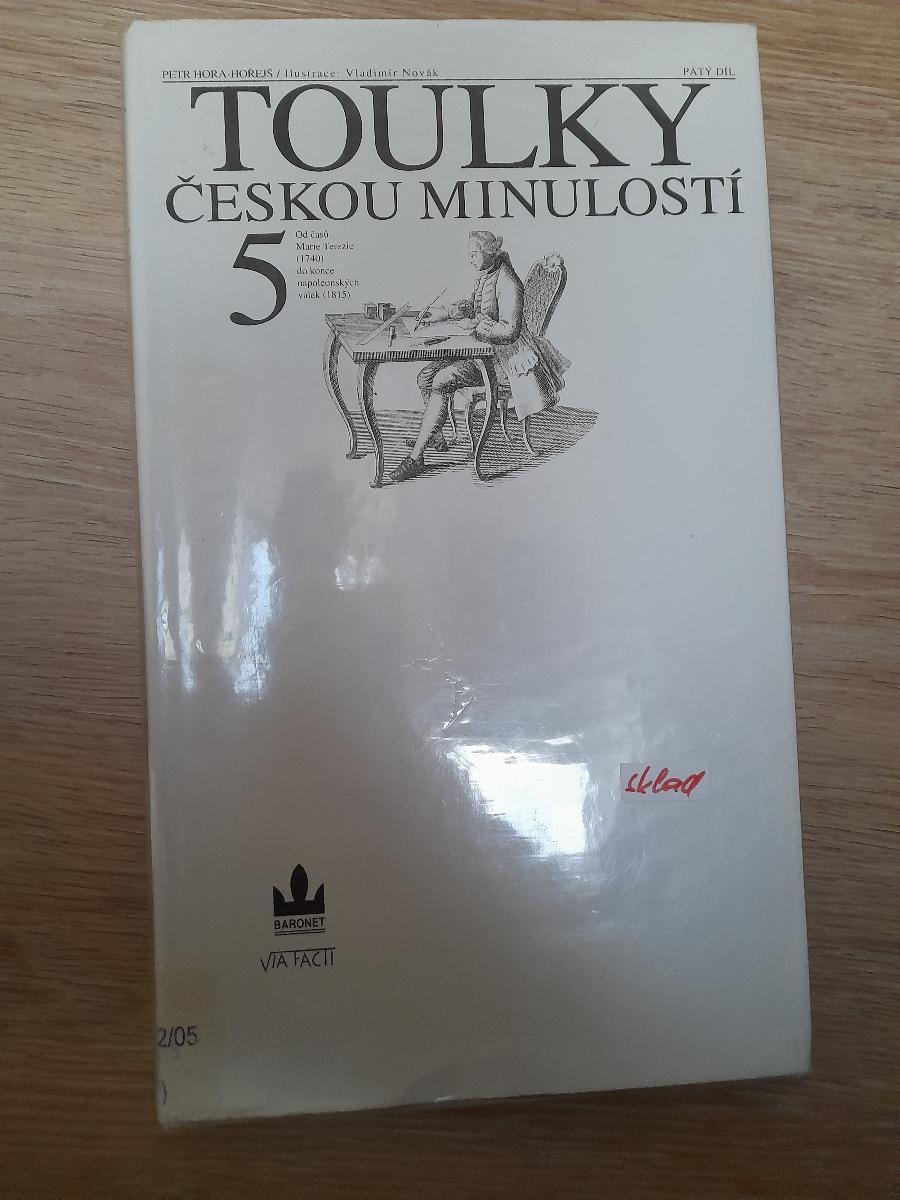 PETR HORA-HOŘEJŠ / Ilustrace: Vladimír Novák PÁTÝ DÍL
TOULKY
ČESKOU MINULOSTÍ
5
Od časů
Marie Terezie
(1740)
do konce
napoleonských
válek (1815)
sklad
BARONET
VIA FACTI
2/05